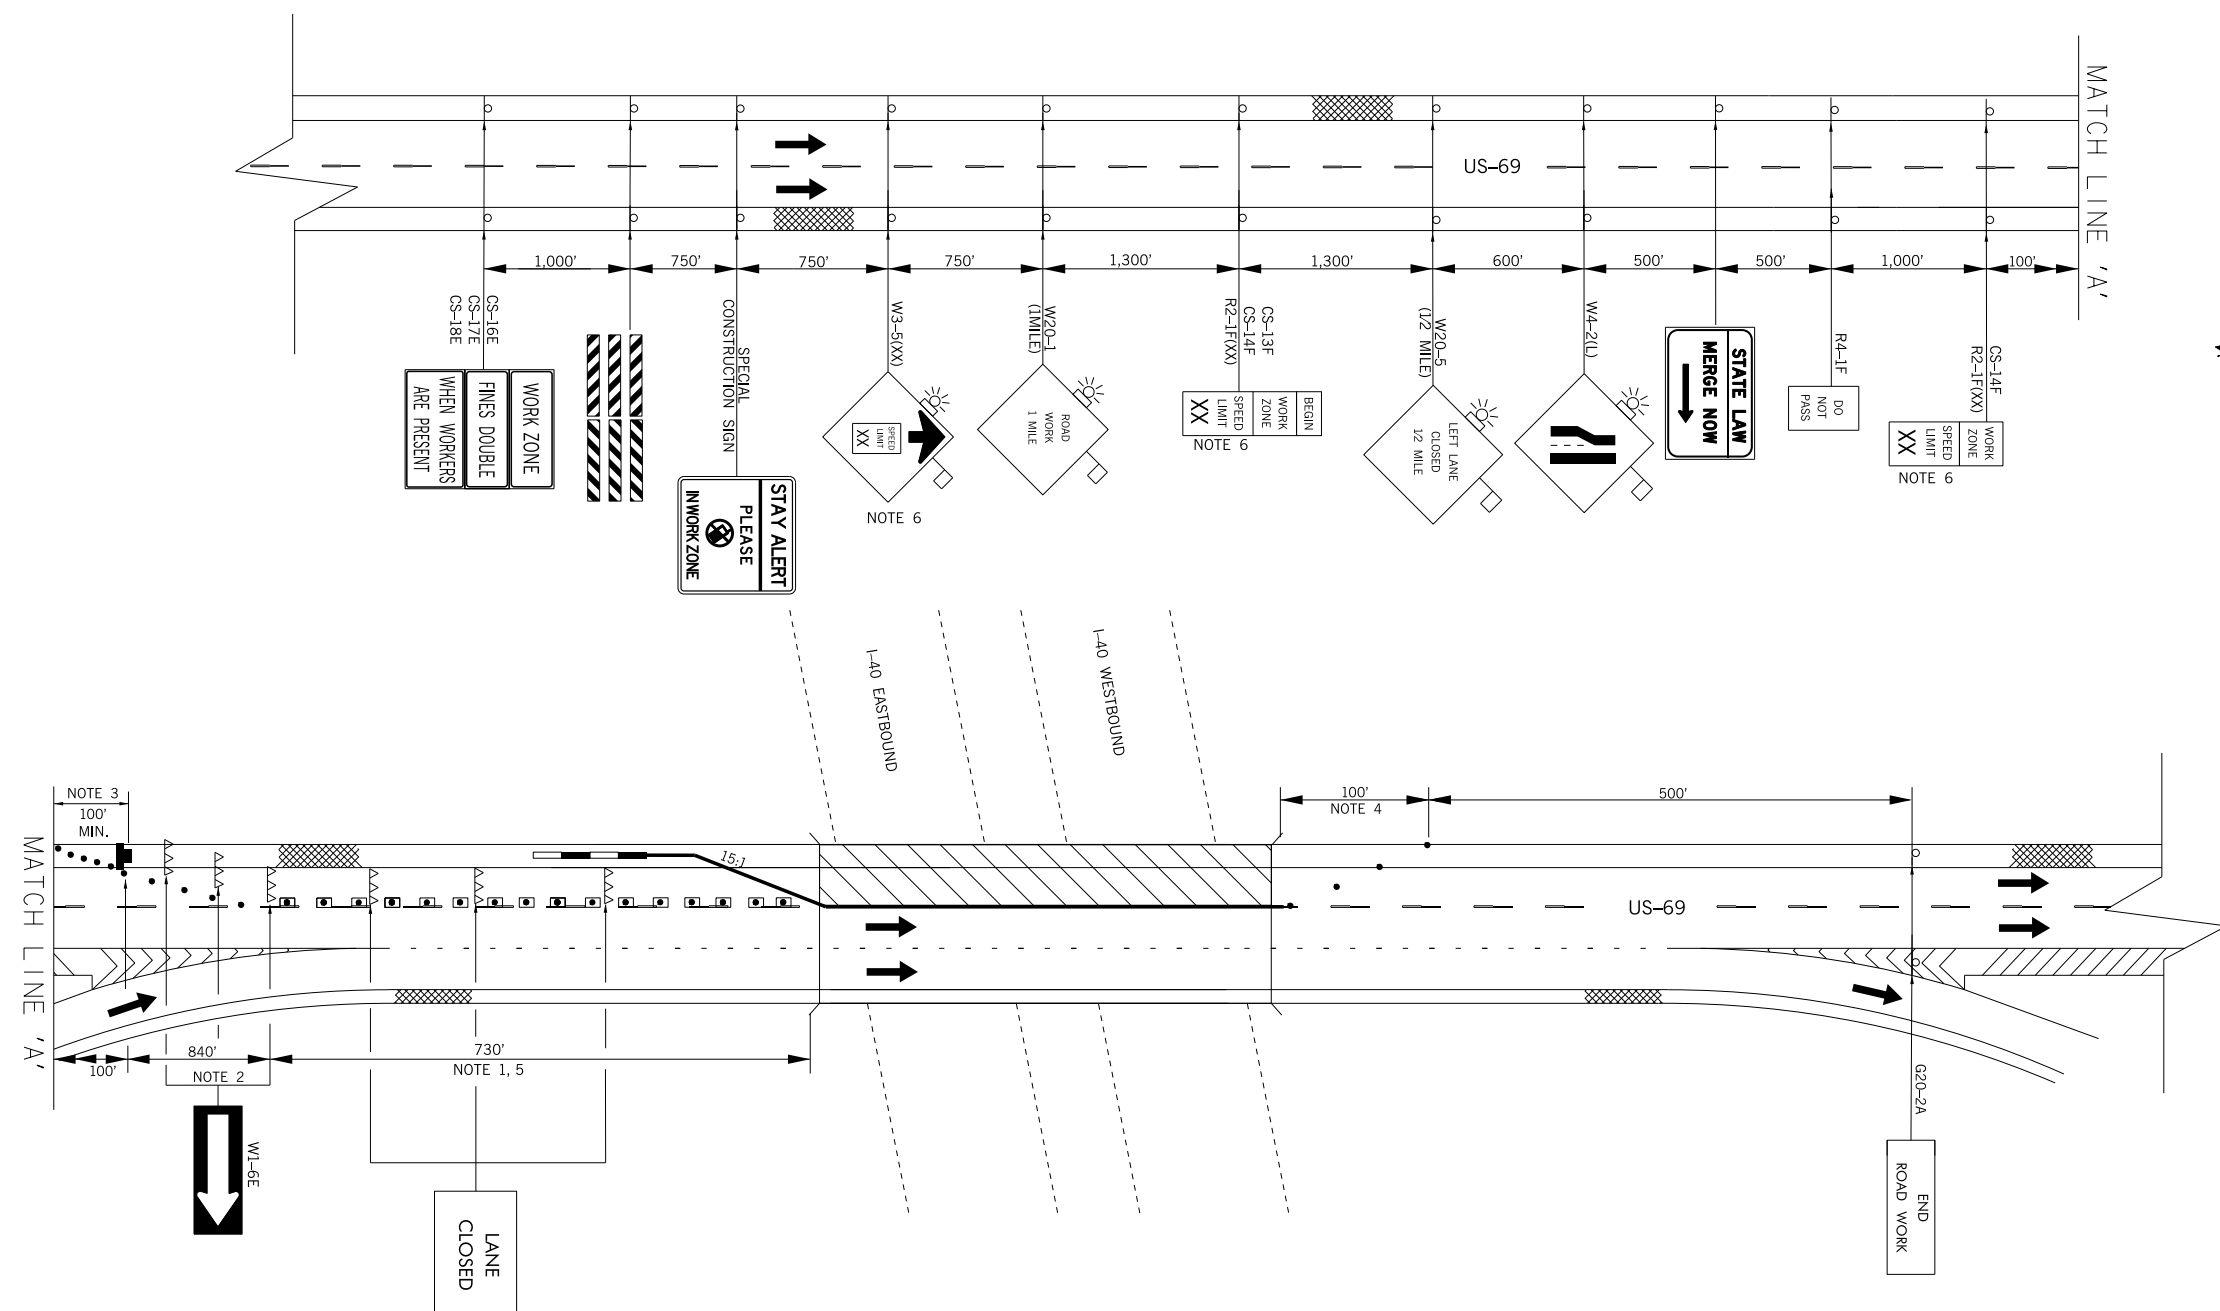 MATCH LINE 'A'
US-69
1,000'
750'
750'
750'
1,300'
1,300'
600'
500'
500'
1,000'
100'
CS-16E
CS-17E
CS-18E
WORK ZONE
FINES DOUBLE
WHEN WORKERS
ARE PRESENT
SPECIAL
CONSTRUCTION SIGN
STAY ALERT
PLEASE
IN WORK ZONE
W3-5(XX)
SPEED
LIMIT
XX
NOTE 6
W20-1
(1MILE)
ROAD
WORK
1 MILE
CS-13F
CS-14F
R2-1F(XX)
BEGIN
WORK
ZONE
SPEED
LIMIT
XX
NOTE 6
W20-5
(1/2 MILE)
LEFT LANE
CLOSED
1/2 MILE
W4-2(L)
STATE LAW
MERGE NOW
R4-1F
DO
NOT
PASS
CS-14F
R2-1F(XX)
WORK
ZONE
SPEED
LIMIT
XX
NOTE 6
I-40 EASTBOUND
I-40 WESTBOUND
MATCH LINE 'A'
NOTE 3
100'
MIN.
15:1
100'
NOTE 4
500'
US-69
100'
840'
NOTE 2
730'
NOTE 1, 5
W1-6E
LANE
CLOSED
G20-2A
END
ROAD WORK